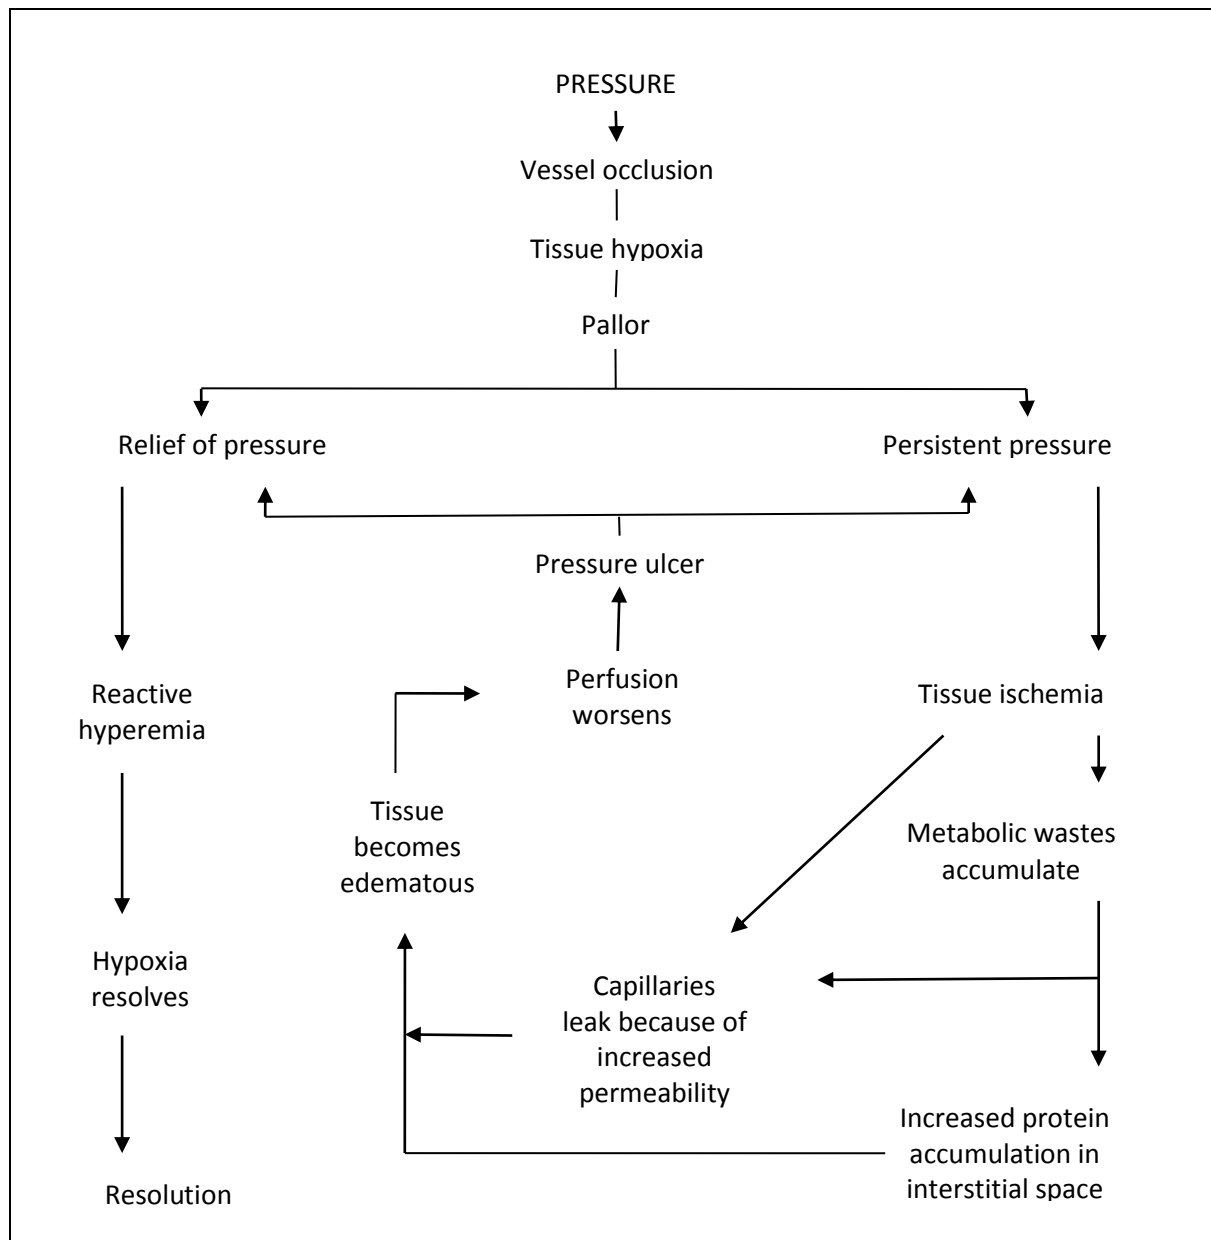 PRESSURE
Vessel occlusion
Tissue hypoxia
Pallor
Relief of pressure
Persistent pressure
Pressure ulcer
Reactive
hyperemia
Perfusion
worsens
Tissue ischemia
Tissue
becomes
edematous
Metabolic wastes
accumulate
Hypoxia
resolves
Capillaries
leak because of
increased
permeability
Increased protein
accumulation in
interstitial space
Resolution